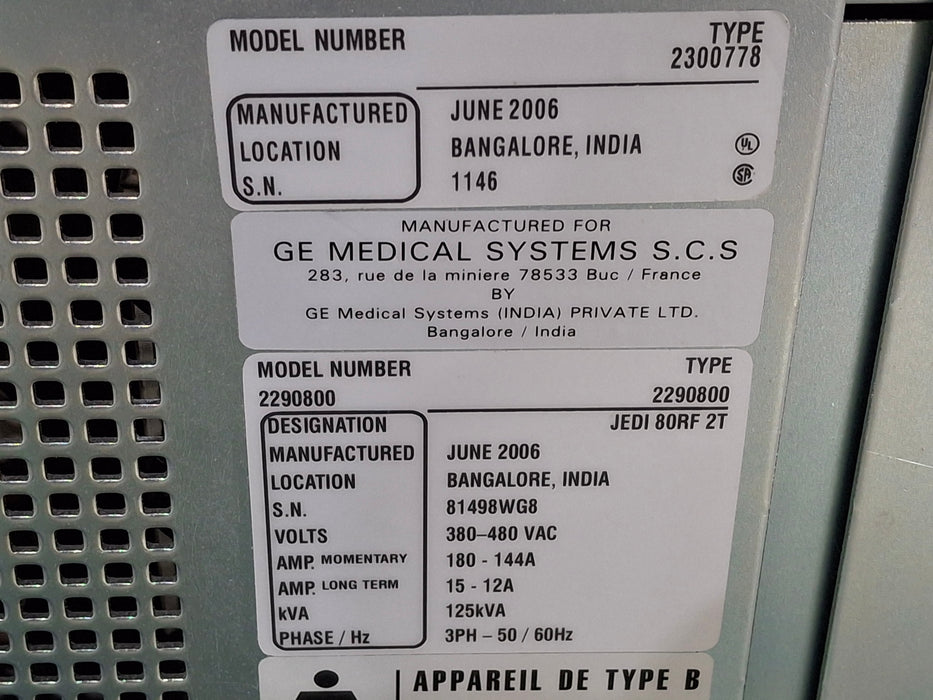 MODEL NUMBER TYPE
2300778
MANUFACTURED JUNE 2006
LOCATION BANGALORE, INDIA UL
S.N. 1146 SA
MANUFACTURED FOR
GE MEDICAL SYSTEMS S.C.S
283, rue de la miniere 78533 Buc / France
BY
GE Medical Systems (INDIA) PRIVATE LTD.
Bangalore / India
MODEL NUMBER TYPE
2290800 2290800
DESIGNATION JEDI 80RF 2T
MANUFACTURED JUNE 2006
LOCATION BANGALORE, INDIA
S.N. 81498WG8
VOLTS 380–480 VAC
AMP. MOMENTARY 180 - 144A
AMP. LONG TERM 15 - 12A
kVA 125kVA
PHASE / Hz 3PH – 50 / 60Hz
APPAREIL DE TYPE B